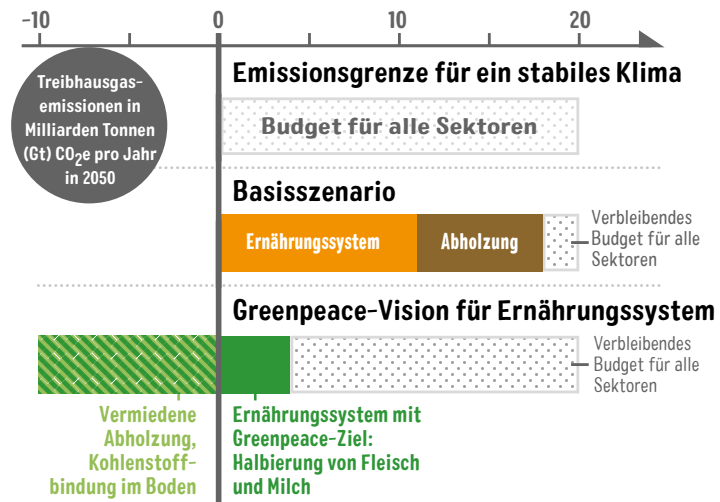 -10 0 10 20
Treibhausgas-
emissionen in
Milliarden Tonnen
(Gt) CO₂e pro Jahr
in 2050
Emissionsgrenze für ein stabiles Klima
Budget für alle Sektoren
Basisszenario
Ernährungssystem
Abholzung
Verbleibendes
Budget für alle
Sektoren
Greenpeace-Vision für Ernährungssystem
Verbleibendes
Budget für alle
Sektoren
Vermiedene
Abholzung,
Kohlenstoff-
bindung im Boden
Ernährungssystem mit
Greenpeace-Ziel:
Halbierung von Fleisch
und Milch